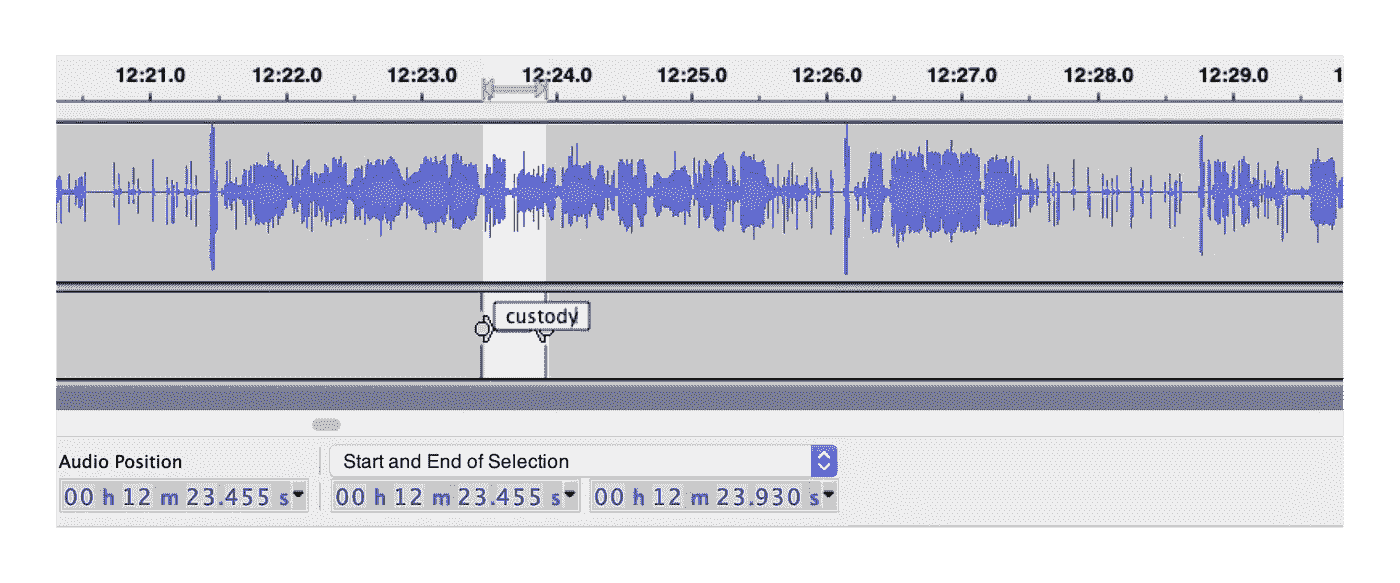 12:21.0 12:22.0 12:23.0 12:24.0 12:25.0 12:26.0 12:27.0 12:28.0 12:29.0 1
custody
Audio Position Start and End of Selection
00 h 12 m 23.455 s 00 h 12 m 23.455 s 00 h 12 m 23.930 s